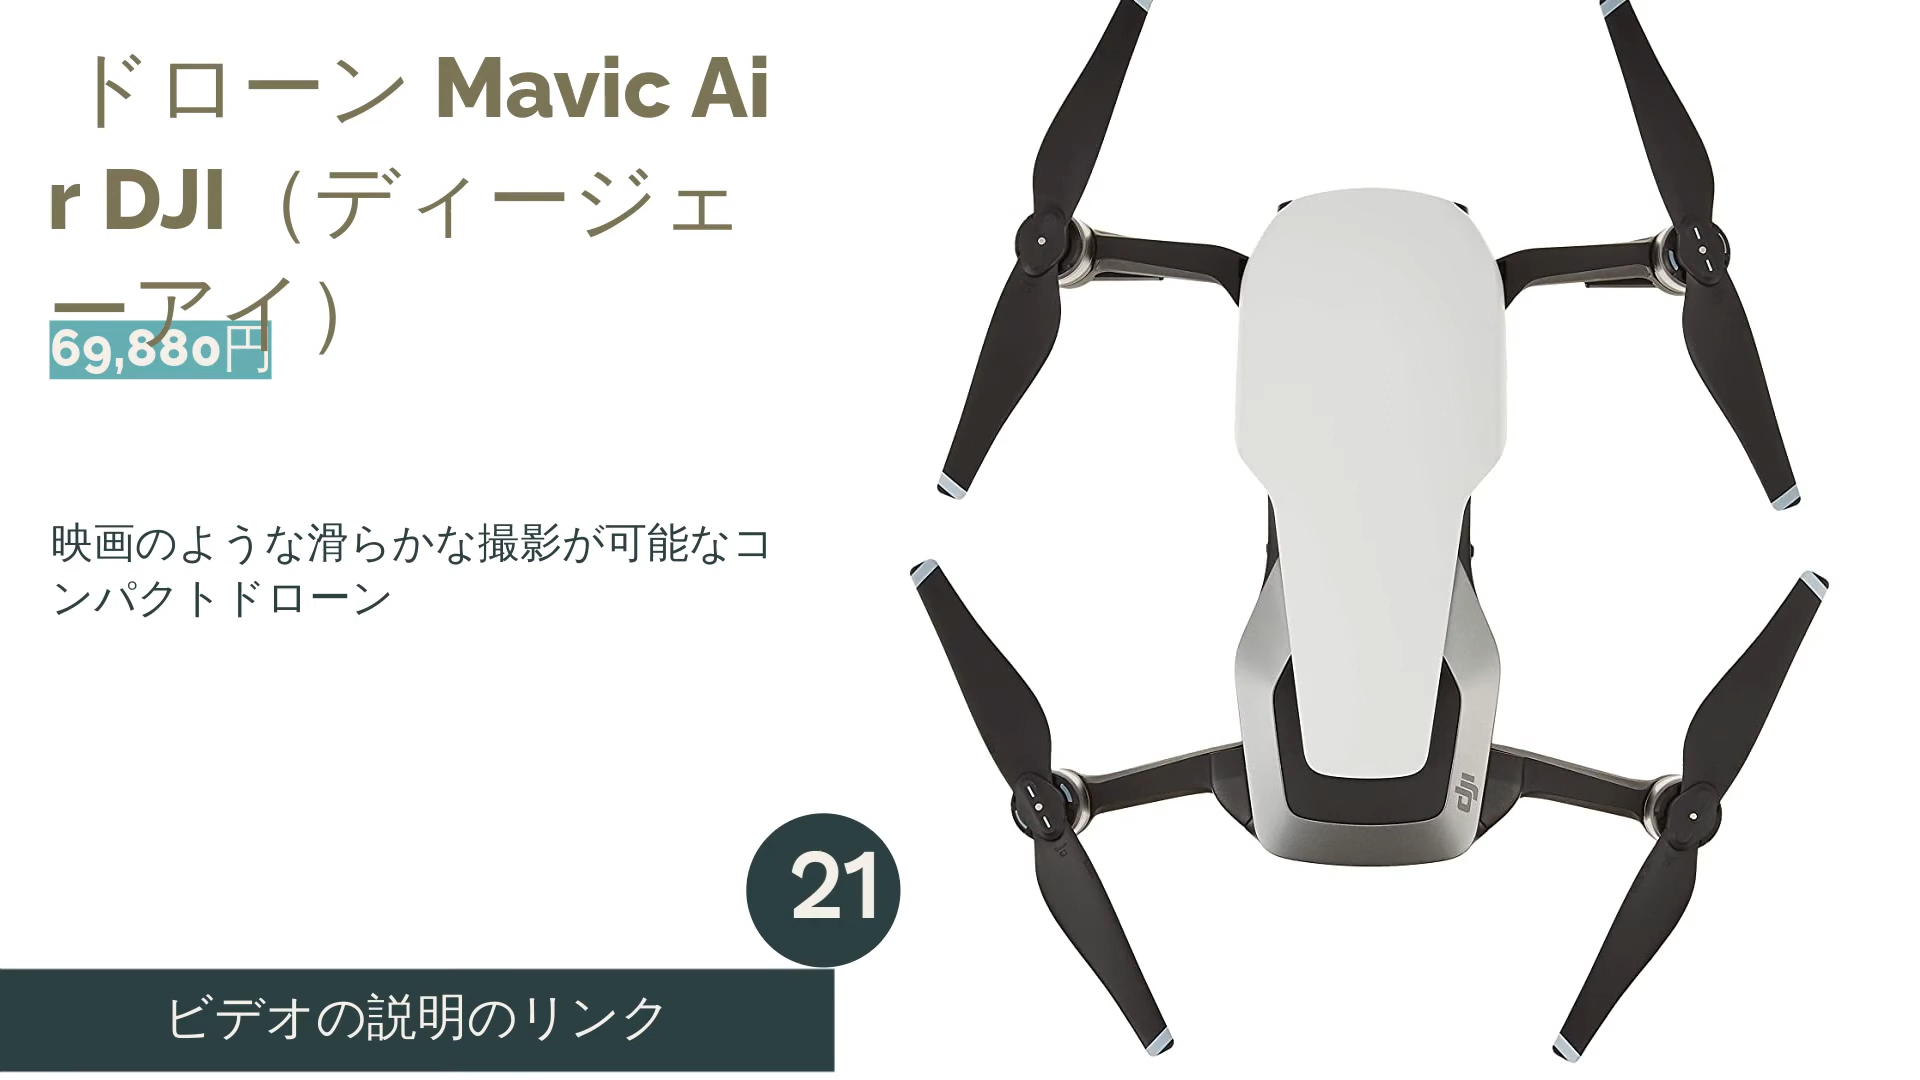 ドローン Mavic Ai
r DJI（ディージェ
ーアイ）
69,880円
映画のような滑らかな撮影が可能なコ
ンパクトドローン
dji
21
ビデオの説明のリンク